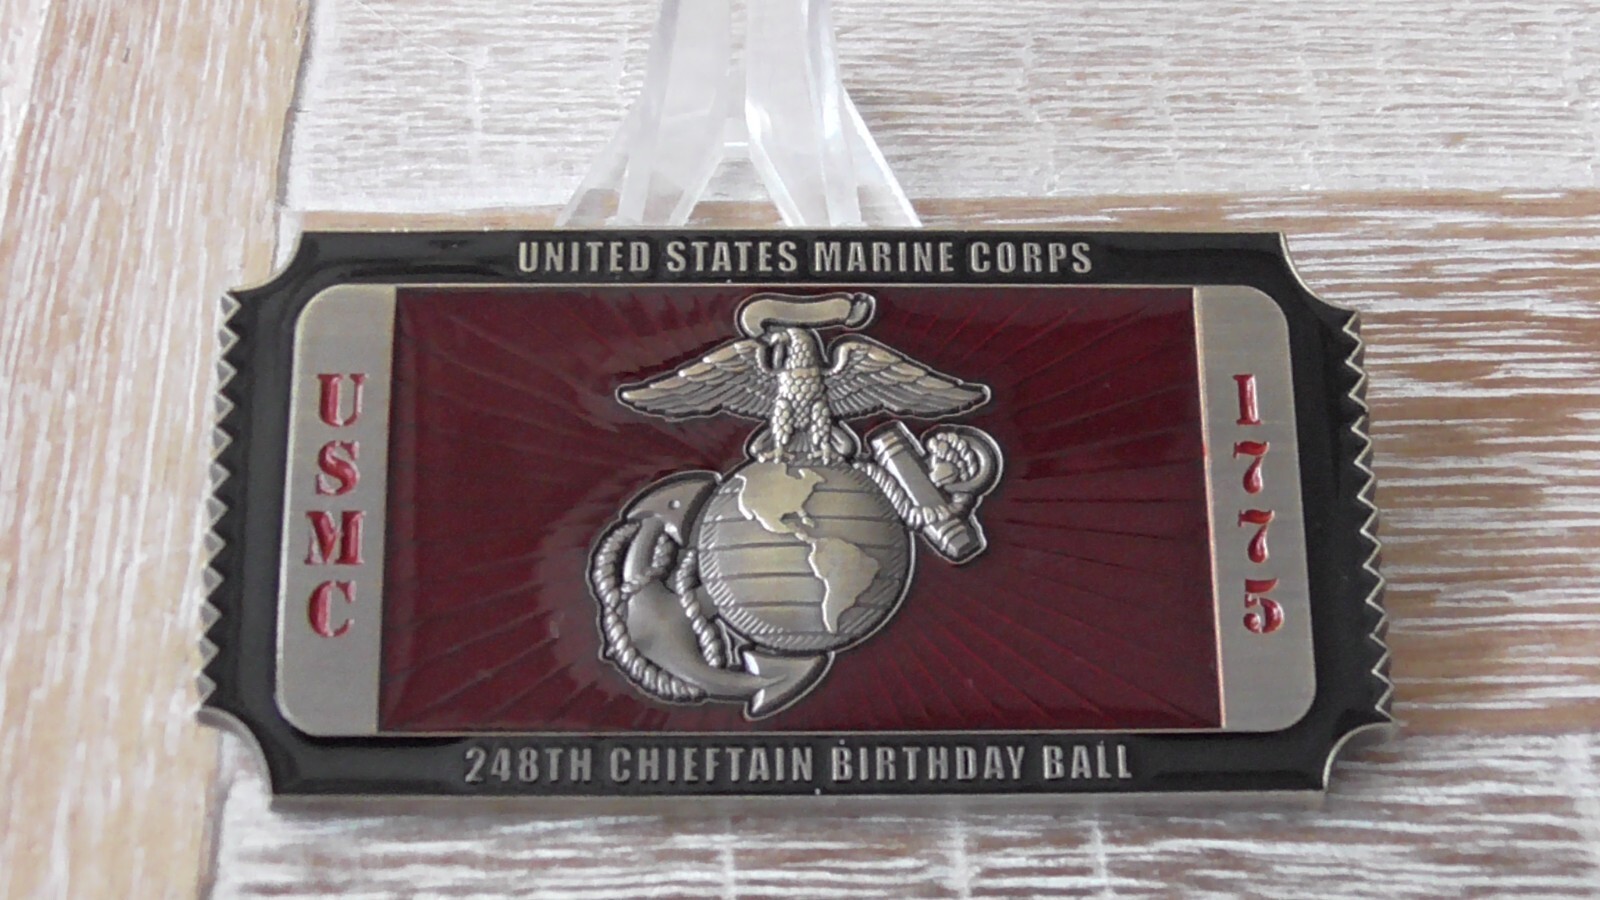 UNITED STATES MARINE CORPS
USMC
1775
248TH CHIEFTAIN BIRTHDAY BALL